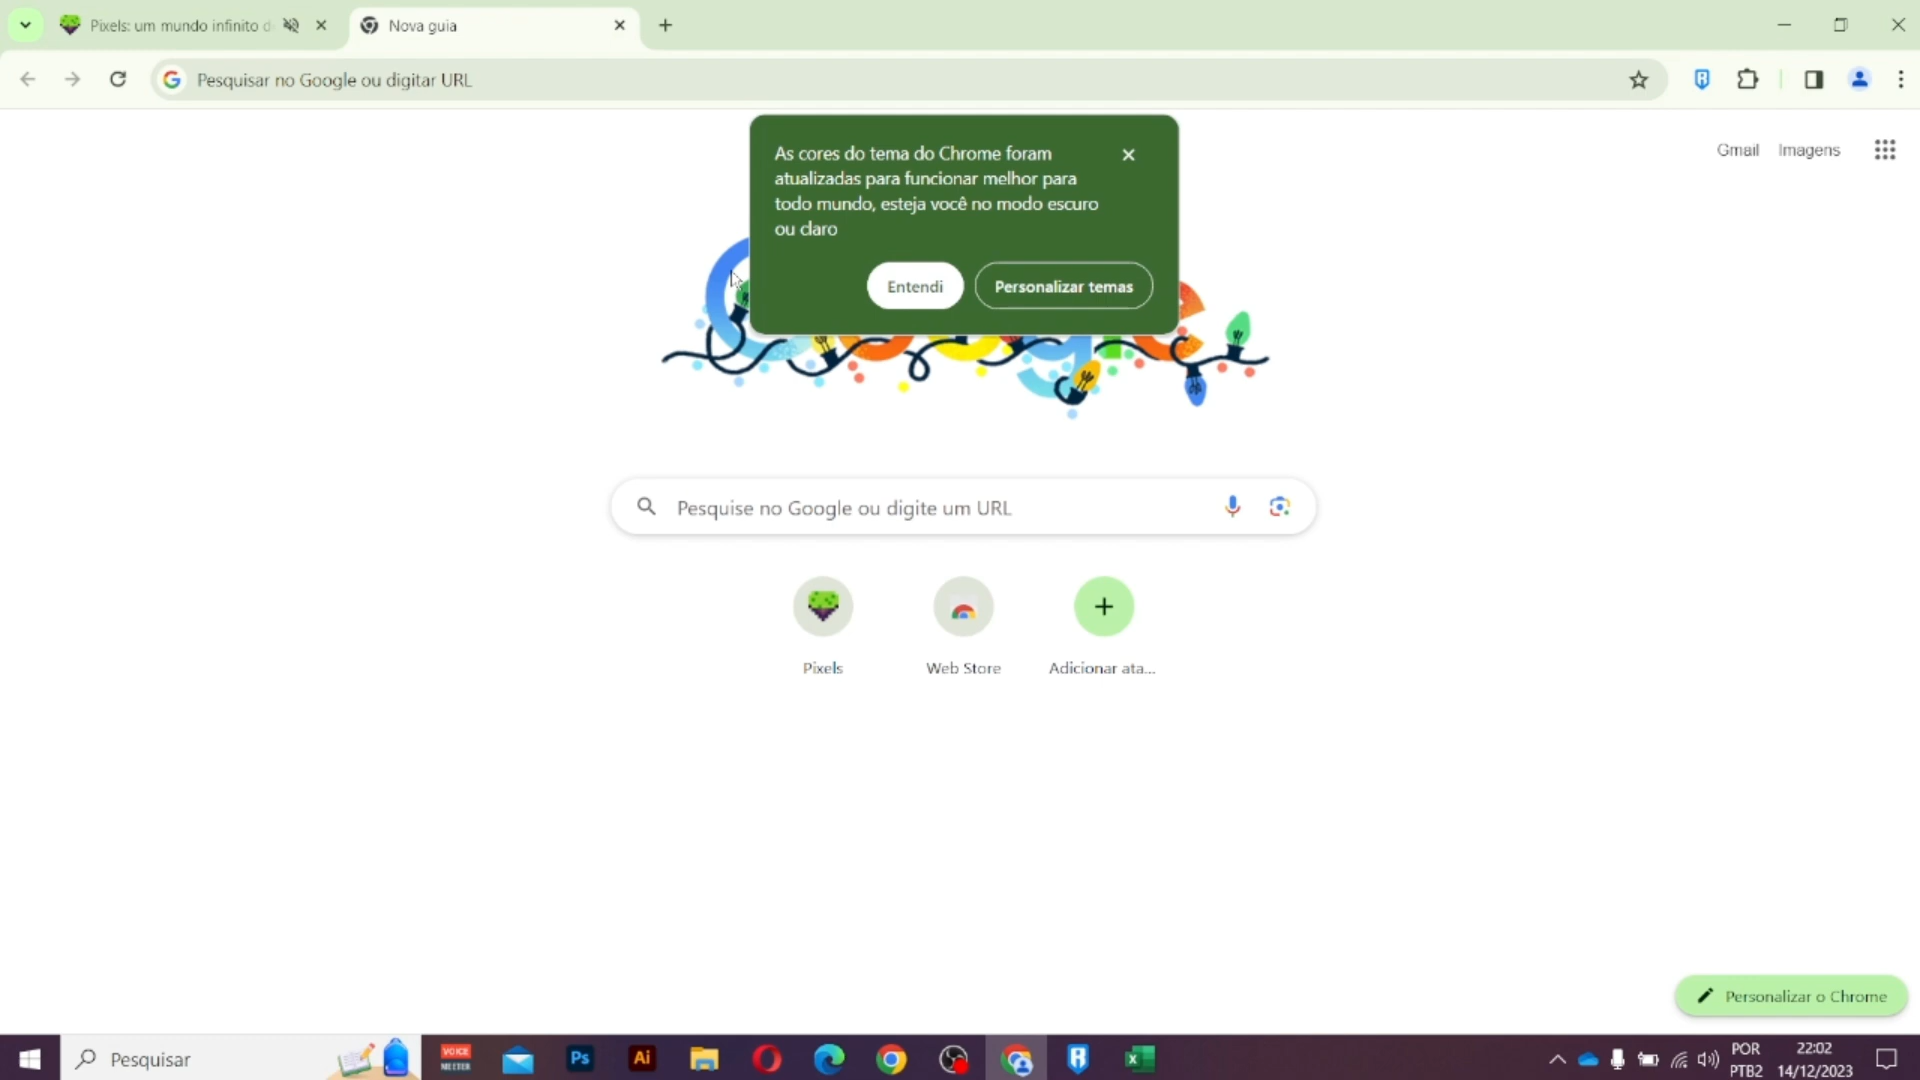 Pixels: um mundo infinito d
Nova guia
Pesquisar no Google ou digitar URL
Gmail
Imagens
As cores do tema do Chrome foram
atualizadas para funcionar melhor para
todo mundo, esteja você no modo escuro
ou claro
Entendi
Personalizar temas
Pesquise no Google ou digite um URL
Pixels
Web Store
Adicionar ata...
Personalizar o Chrome
Pesquisar
VOICE
MEETER
Ps
Ai
POR
PTB2
22:02
14/12/2023